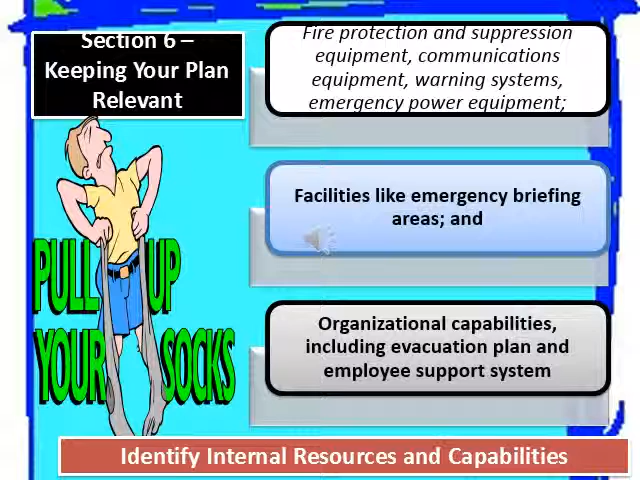 Section 6 –
Keeping Your Plan
Relevant
Fire protection and suppression
equipment, communications
equipment, warning systems,
emergency power equipment;
Facilities like emergency briefing
areas; and
Organizational capabilities,
including evacuation plan and
employee support system
PULL UP
YOUR SOCKS
Identify Internal Resources and Capabilities